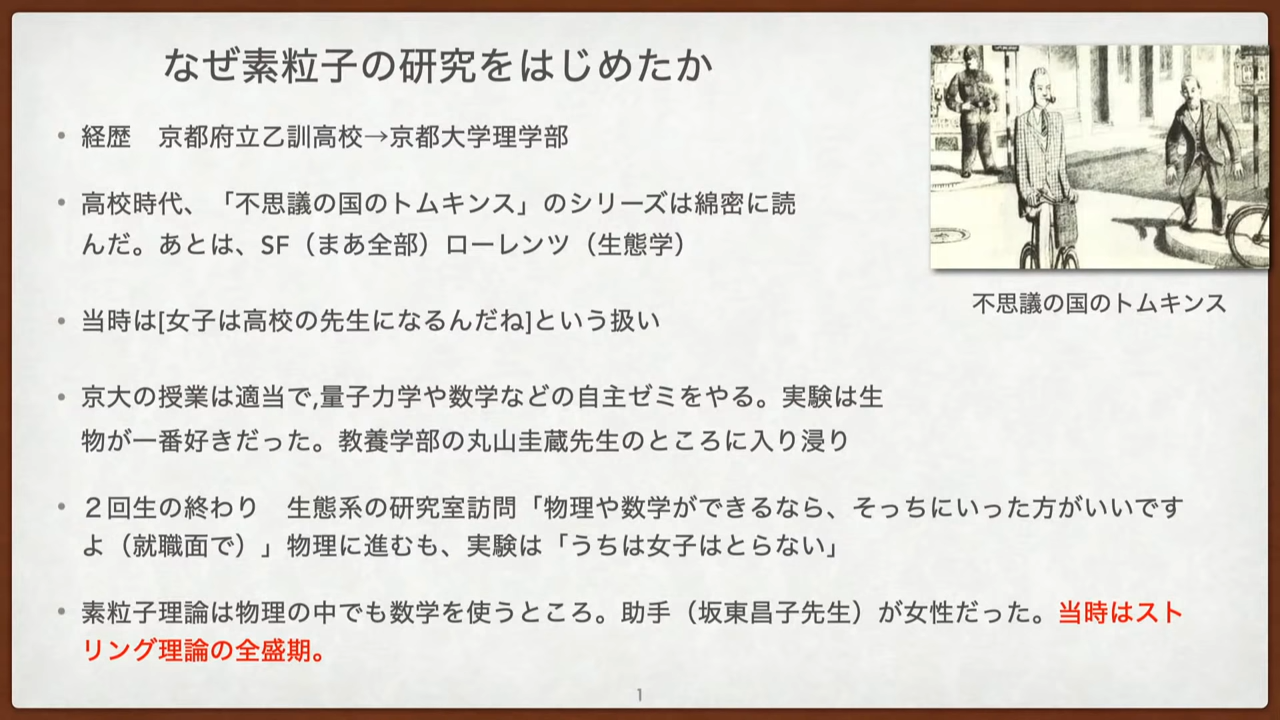 なぜ素粒子の研究をはじめたか
• 経歴　京都府立乙訓高校→京都大学理学部
• 高校時代、「不思議の国のトムキンス」のシリーズは綿密に読
んだ。あとは、SF（まあ全部）ローレンツ（生態学）
• 当時は[女子は高校の先生になるんだね]という扱い
• 京大の授業は適当で,量子力学や数学などの自主ゼミをやる。実験は生
物が一番好きだった。教養学部の丸山圭蔵先生のところに入り浸り
• ２回生の終わり　生態系の研究室訪問「物理や数学ができるなら、そっちにいった方がいいです
よ（就職面で）」物理に進むも、実験は「うちは女子はとらない」
• 素粒子理論は物理の中でも数学を使うところ。助手（坂東昌子先生）が女性だった。当時はスト
リング理論の全盛期。
不思議の国のトムキンス
1